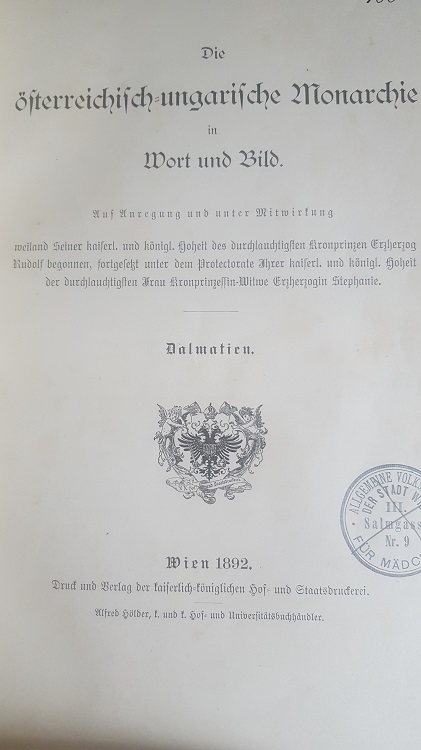 Die
österreichisch-ungarische Monarchie
in
Wort und Bild.
Auf Anregung und unter Mitwirkung
weiland Seiner kaiserl. und königl. Hoheit des durchlauchtigsten Kronprinzen Erzherzog
Rudolf begonnen, fortgesetzt unter dem Protectorate Ihrer kaiserl. und königl. Hoheit
der durchlauchtigsten Frau Kronprinzessin-Witwe Erzherzogin Stephanie.
Dalmatien.
ALLGEMEINE VOLKS
DER STADT WI
III.
Salmgass
Nr. 9
FÜR MÄDC
Wien 1892.
Druck und Verlag der kaiserlich-königlichen Hof- und Staatsdruckerei.
Alfred Hölder, k. und k. Hof- und Universitätsbuchhändler.